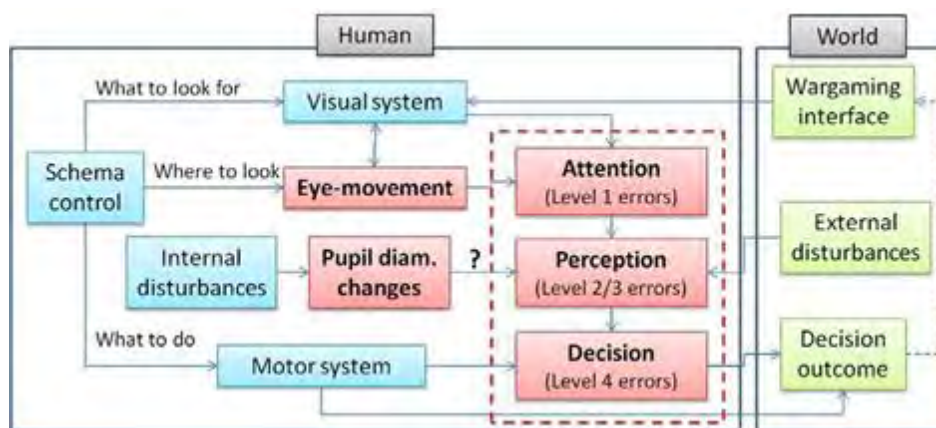 Human
World
What to look for
Visual system
Wargaming
interface
Schema
control
Where to look
Eye-movement
Attention
(Level 1 errors)
Internal
disturbances
Pupil diam.
changes
?
Perception
(Level 2/3 errors)
External
disturbances
What to do
Motor system
Decision
(Level 4 errors)
Decision
outcome